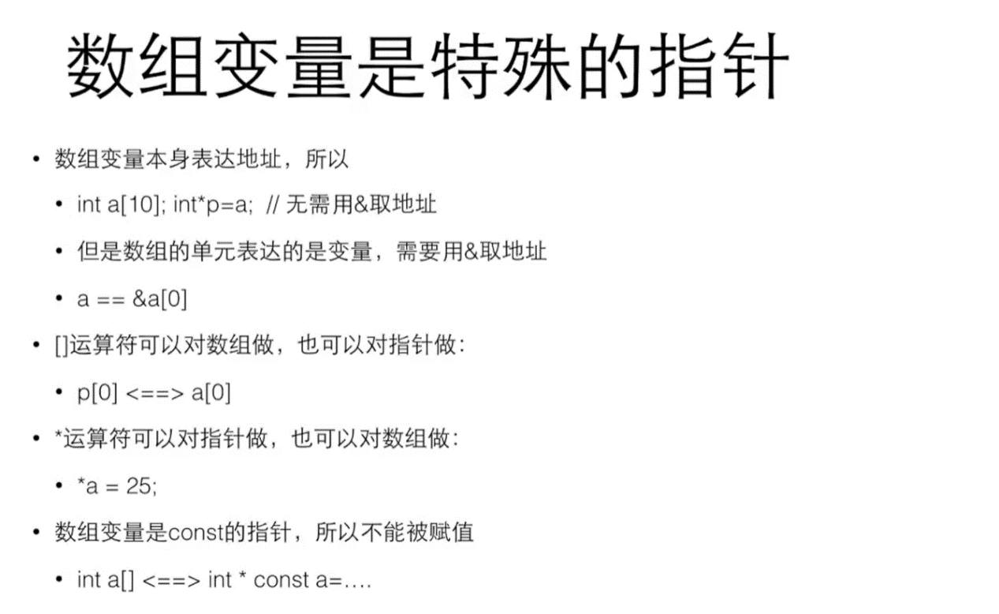 数组变量是特殊的指针
• 数组变量本身表达地址，所以
• int a[10]; int*p=a; // 无需用&取地址
• 但是数组的单元表达的是变量，需要用&取地址
• a == &a[0]
• []运算符可以对数组做，也可以对指针做：
• p[0] <==> a[0]
• *运算符可以对指针做，也可以对数组做：
• *a = 25;
• 数组变量是const的指针，所以不能被赋值
• int a[] <==> int * const a=....